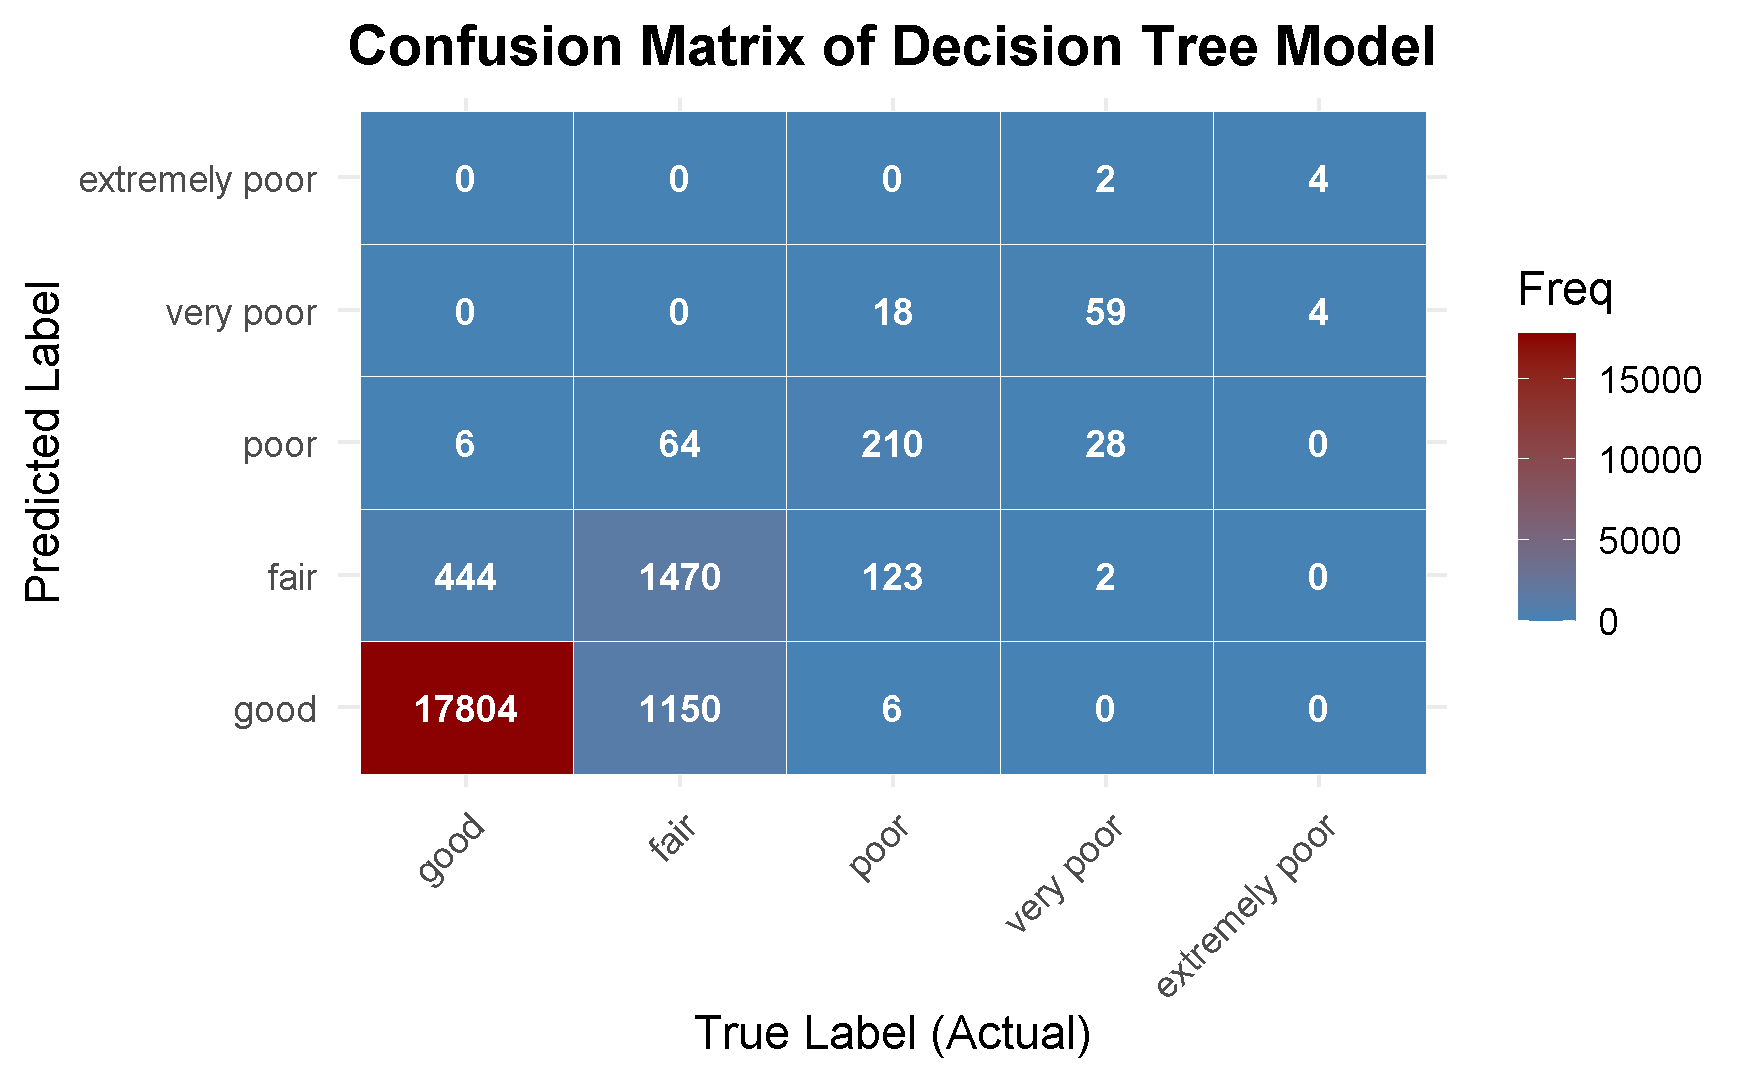 Confusion Matrix of Decision Tree Model
Predicted Label
extremely poor 0 0 0 2 4
very poor 0 0 18 59 4
poor 6 64 210 28 0
fair 444 1470 123 2 0
good 17804 1150 6 0 0
good fair poor very poor extremely poor
True Label (Actual)
Freq
15000
10000
5000
0